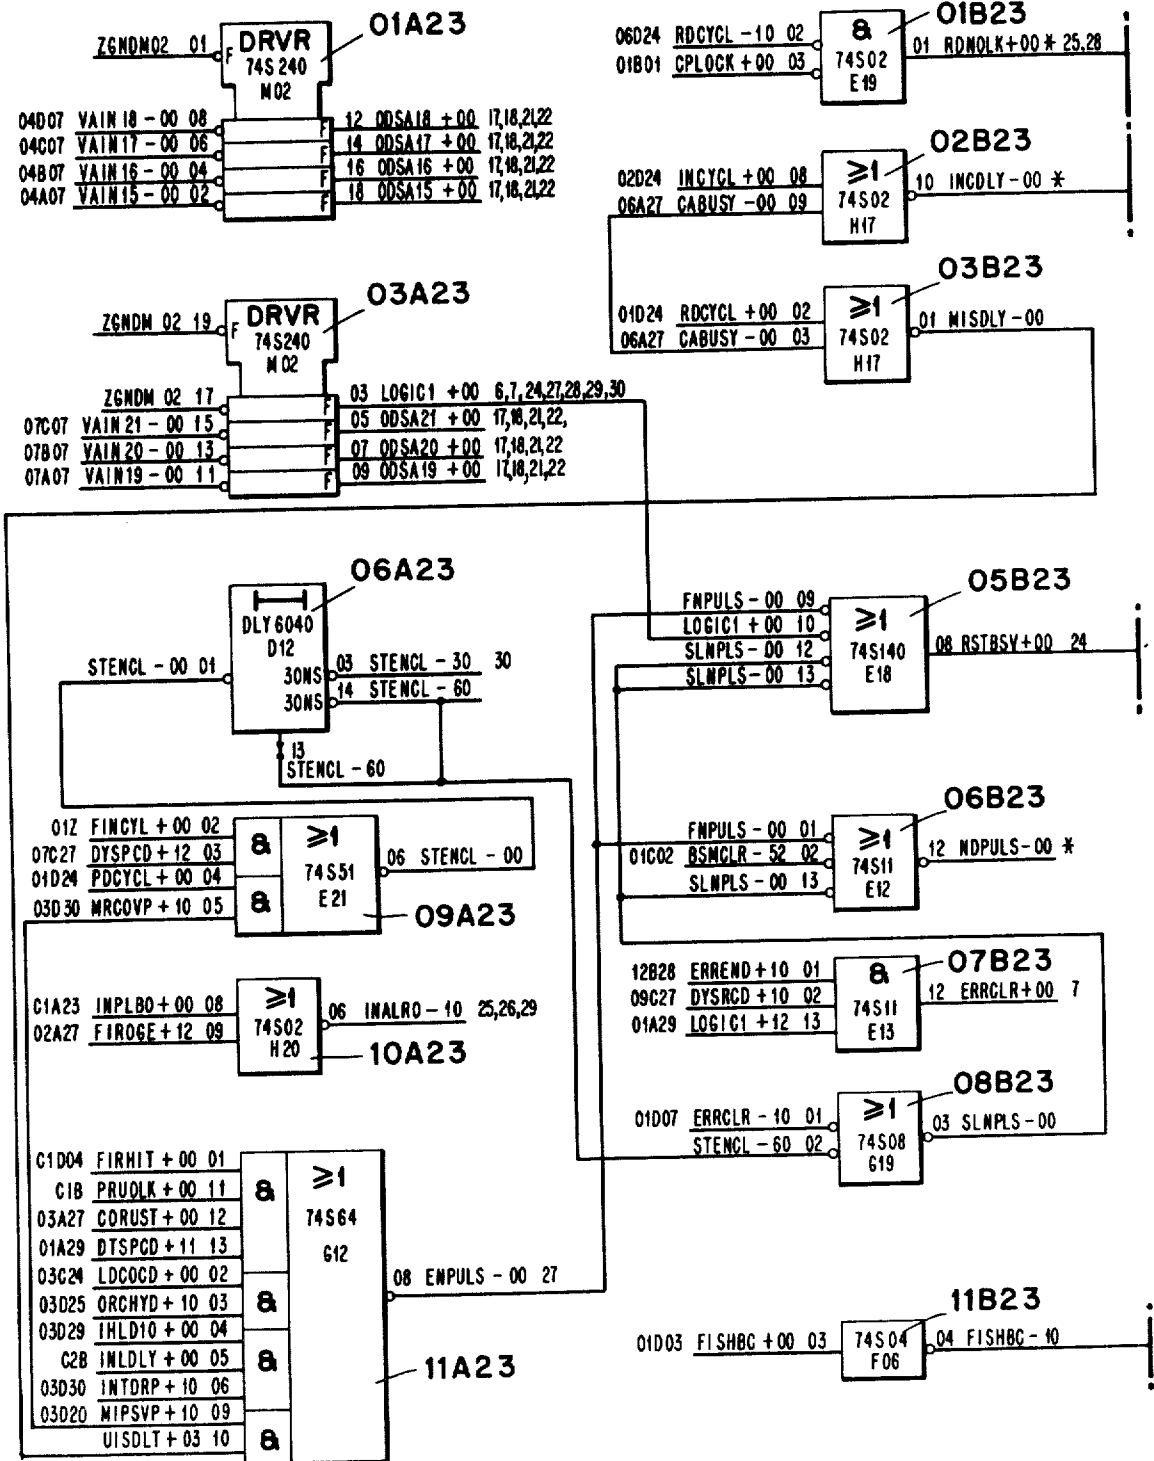 01A23
ZGNDM02 01
F
DRVR
74S240
M02
04D07 VAIN18-00 08
04C07 VAIN17-00 06
04B07 VAIN16-00 04
04A07 VAIN15-00 02
F 12 ODSA18+00 17,18,21,22
F 14 ODSA17+00 17,18,21,22
F 16 ODSA16+00 17,18,21,22
F 18 ODSA15+00 17,18,21,22
01B23
06D24 RDCYCL-10 02
01B01 CPLOCK+00 03
&
74S02
E19
01 RDNOLK+00 * 25,28
02B23
02D24 INCYCL+00 08
06A27 CABUSY-00 09
≥1
74S02
H17
10 INCDLY-00 *
03B23
01D24 RDCYCL+00 02
06A27 CABUSY-00 03
≥1
74S02
H17
01 MISDLY-00
03A23
ZGNDM 02 19
F
DRVR
74S240
M02
ZGNDM 02 17
07C07 VAIN21-00 15
07B07 VAIN20-00 13
07A07 VAIN19-00 11
F 03 LOGIC1+00 6,7,24,27,28,29,30
F 05 ODSA21+00 17,18,21,22,
07 ODSA20+00 17,18,21,22
F 09 ODSA19+00 17,18,21,22
06A23
DLY6040
D12
STENCL-00 01
30NS 03 STENCL-30 30
30NS 14 STENCL-60
13
STENCL-60
05B23
FNPULS-00 09
LOGIC1+00 10
SLNPLS-00 12
SLNPLS-00 13
≥1
74S140
E18
08 RSTBSV+00 24
01Z FINCYL+00 02
07C27 DYSPCD+12 03
01D24 PDCYCL+00 04
03D30 MRCOVP+10 05
&
&
≥1
74S51
E21
06 STENCL-00
09A23
06B23
FNPULS-00 01
01C02 BSMCLR-52 02
SLNPLS-00 13
≥1
74S11
E12
12 NDPULS-00 *
C1A23 INPLBO+00 08
02A27 FIROGE+12 09
≥1
74S02
H20
06 INALRO-10 25,26,29
10A23
07B23
12B28 ERREND+10 01
09C27 DYSRCD+10 02
01A29 LOGIC1+12 13
&
74S11
E13
12 ERRCLR+00 7
08B23
01D07 ERRCLR-10 01
STENCL-60 02
≥1
74S08
G19
03 SLNPLS-00
C1D04 FIRHIT+00 01
C1B PRUOLK+00 11
03A27 CORUST+00 12
01A29 DTSPCD+11 13
03C24 LDCOCD+00 02
03D25 ORCHYD+10 03
03D29 IHLD10+00 04
C2B INLDLY+00 05
03D30 INTDRP+10 06
03D20 MIPSVP+10 09
UISDLT+03 10
&
&
&
&
≥1
74S64
G12
08 ENPULS-00 27
11A23
11B23
01D03 FISHBC+00 03
74S04
F06
04 FISHBC-10